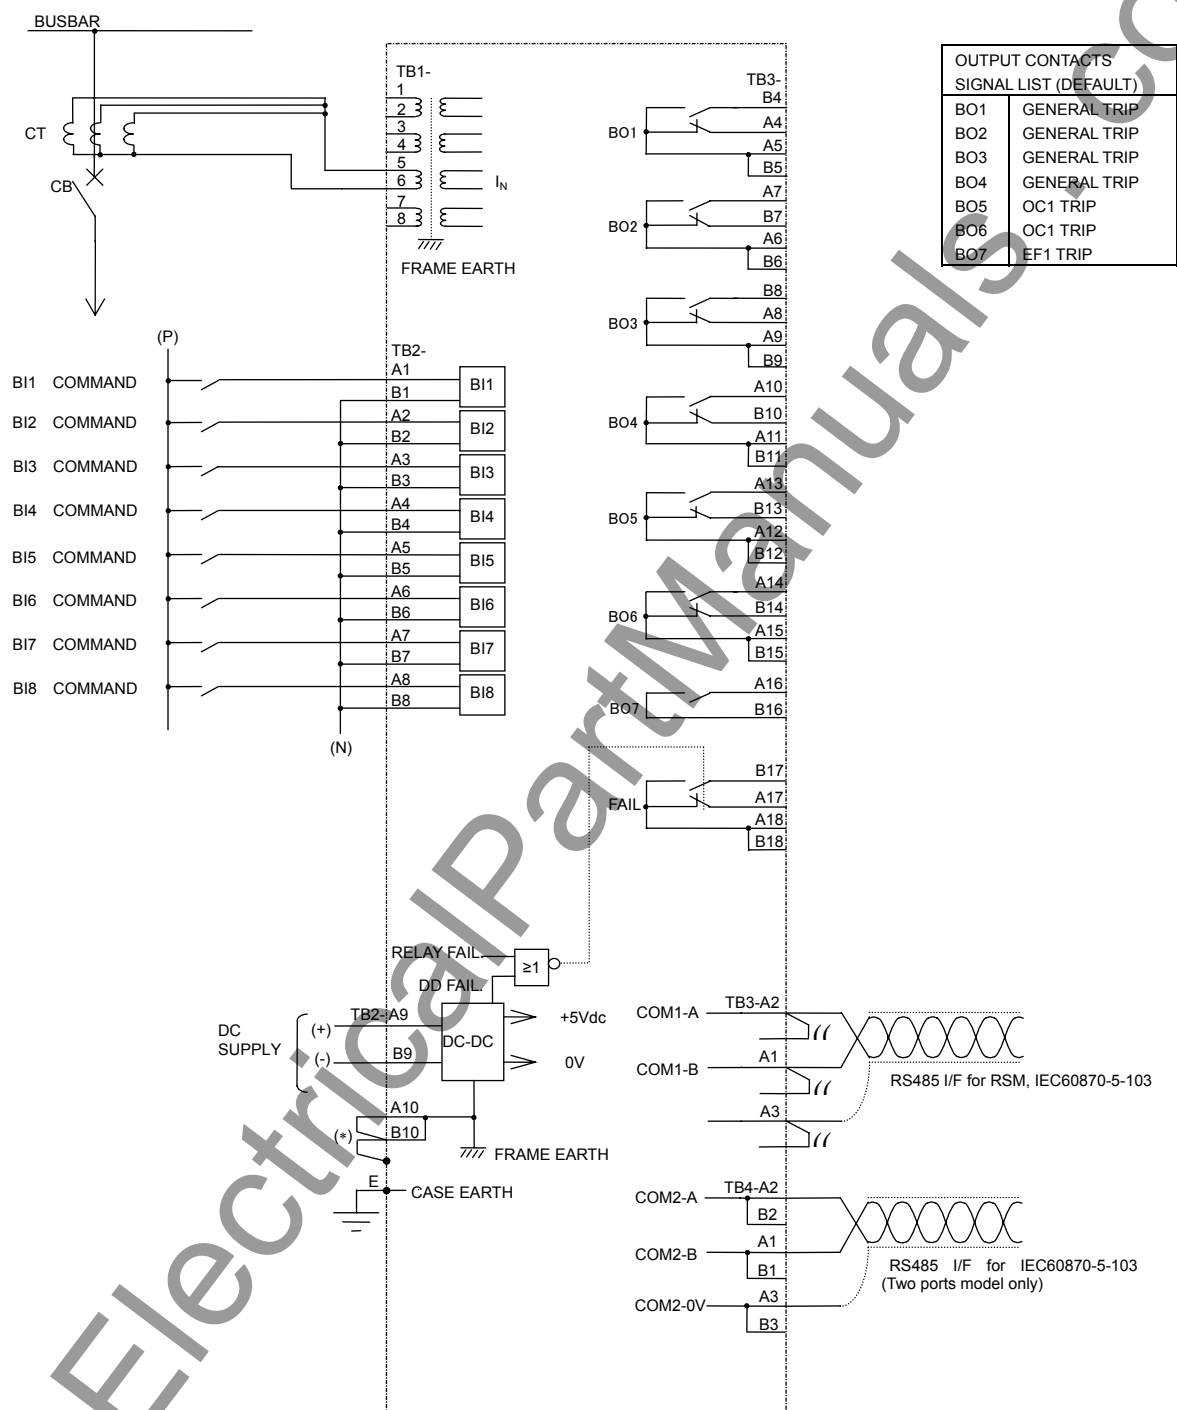 BUSBAR
CT
CB
TB1-
1
2
3
4
5
6
7
8
IN
FRAME EARTH
TB3-
B4
BO1
A4
A5
B5
A7
BO2
B7
A6
B6
B8
BO3
A8
A9
B9
A10
BO4
B10
A11
B11
A13
BO5
B13
A12
B12
A14
BO6
B14
A15
B15
A16
BO7
B16
B17
FAIL
A17
A18
B18
OUTPUT CONTACTS
SIGNAL LIST (DEFAULT)
BO1 GENERAL TRIP
BO2 GENERAL TRIP
BO3 GENERAL TRIP
BO4 GENERAL TRIP
BO5 OC1 TRIP
BO6 OC1 TRIP
BO7 EF1 TRIP
(P)
TB2-
BI1 COMMAND A1 BI1
B1
BI2 COMMAND A2 BI2
B2
BI3 COMMAND A3 BI3
B3
BI4 COMMAND A4 BI4
B4
BI5 COMMAND A5 BI5
B5
BI6 COMMAND A6 BI6
B6
BI7 COMMAND A7 BI7
B7
BI8 COMMAND A8 BI8
B8
(N)
RELAY FAIL.
≥1
DD FAIL.
DC
SUPPLY
(+)
TB2- A9
(-)
B9
DC-DC
+5Vdc
0V
A10
(*)
B10
FRAME EARTH
E
CASE EARTH
COM1-A TB3-A2
COM1-B A1
A3
RS485 I/F for RSM, IEC60870-5-103
COM2-A TB4-A2
B2
COM2-B A1
B1
COM2-0V A3
B3
RS485 I/F for IEC60870-5-103
(Two ports model only)
ElectricalPartManuals . co